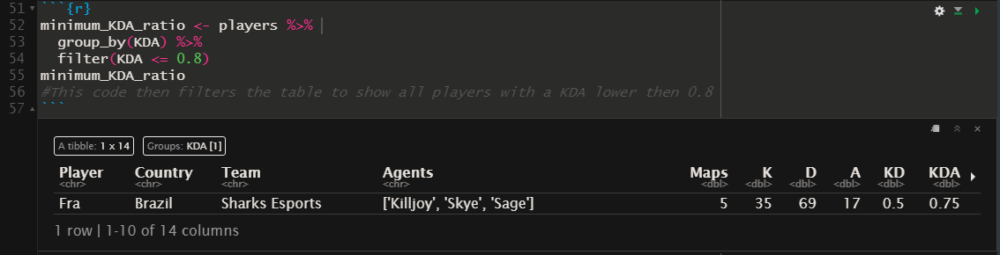 51 ```{r}
52 minimum_KDA_ratio <- players %>%
53 group_by(KDA) %>%
54 filter(KDA <= 0.8)
55 minimum_KDA_ratio
56 #This code then filters the table to show all players with a KDA lower then 0.8
57 ```
A tibble: 1 x 14 Groups: KDA [1]
Player Country Team Agents Maps K D A KD KDA
<chr> <chr> <chr> <chr> <dbl> <dbl> <dbl> <dbl> <dbl> <dbl>
Fra Brazil Sharks Esports ['Killjoy', 'Skye', 'Sage'] 5 35 69 17 0.5 0.75
1 row | 1-10 of 14 columns